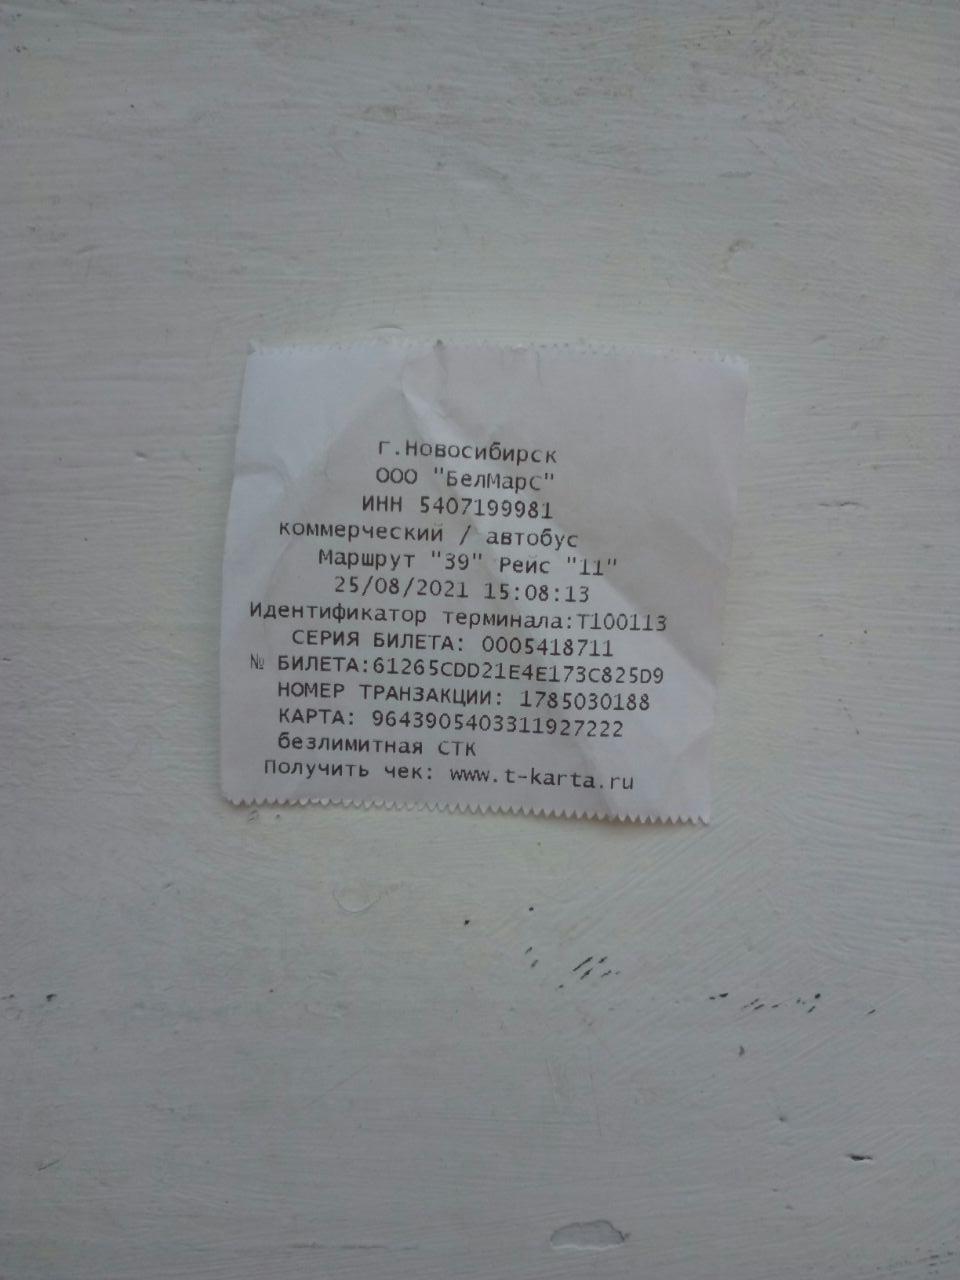 г.Новосибирск
ООО "БелМарс"
ИНН 5407199981
коммерческий / автобус
Маршрут "39" Рейс "11"
25/08/2021 15:08:13
Идентификатор терминала:T100113
СЕРИЯ БИЛЕТА: 0005418711
№ БИЛЕТА:61265CDD21E4E173C825D9
НОМЕР ТРАНЗАКЦИИ: 1785030188
КАРТА: 9643905403311927222
безлимитная СТК
Получить чек: www.t-karta.ru